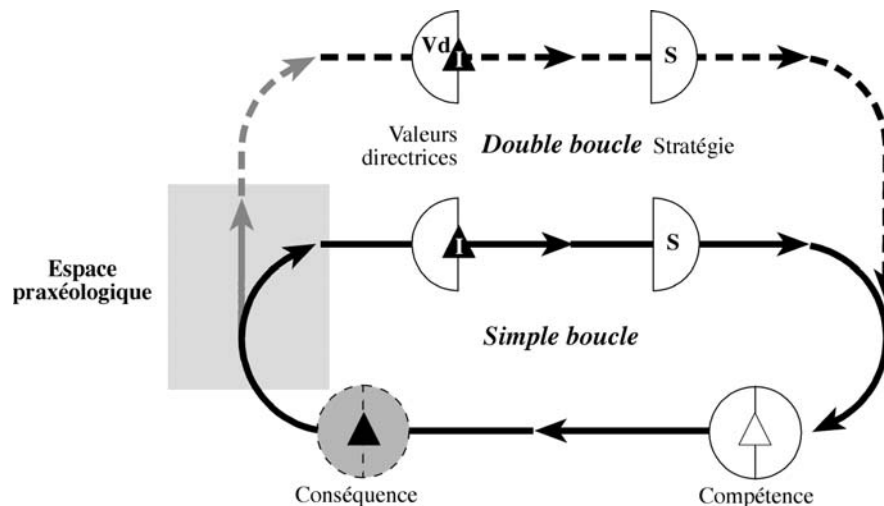 Vd
I
S
Valeurs
directrices
Double boucle
Stratégie
I
S
Espace
praxéologique
Simple boucle
Conséquence
Compétence